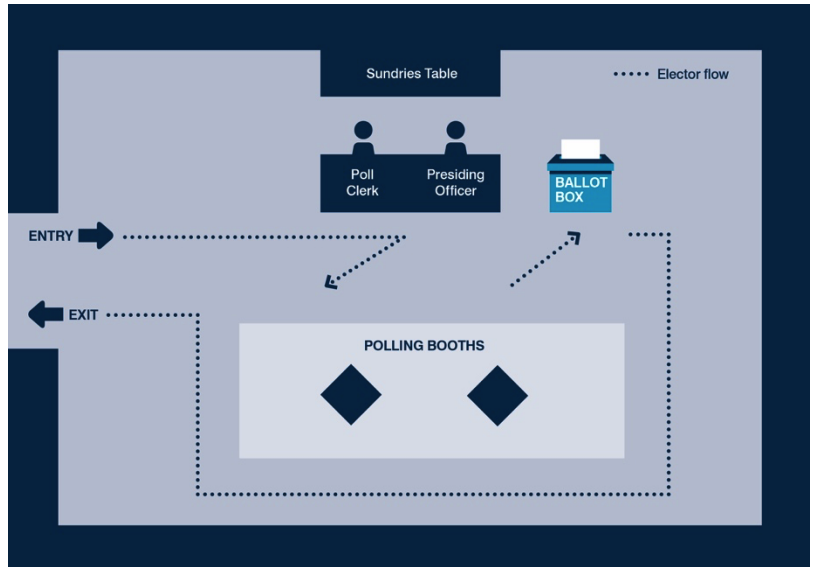 Sundries Table
Elector flow
Poll
Clerk
Presiding
Officer
BALLOT
BOX
ENTRY
EXIT
POLLING BOOTHS